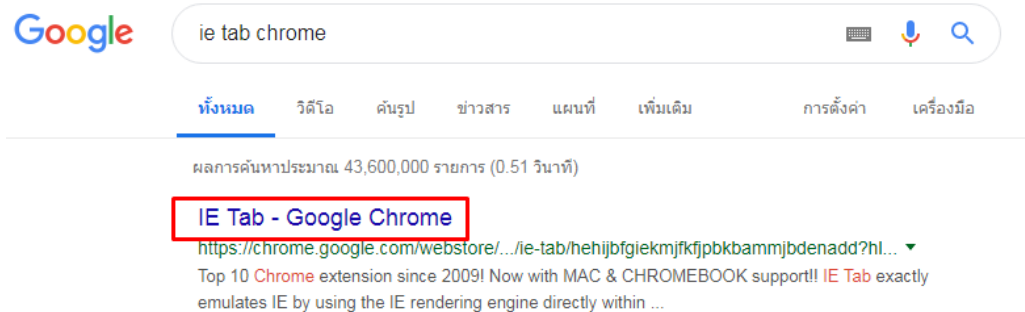 Google ie tab chrome
ทั้งหมด วิดีโอ ค้นรูป ข่าวสาร แผนที่ เพิ่มเติม การตั้งค่า เครื่องมือ
ผลการค้นหาประมาณ 43,600,000 รายการ (0.51 วินาที)
IE Tab - Google Chrome
https://chrome.google.com/webstore/.../ie-tab/hehijbfgiekmjfkfjpbkbammjbdenadd?hl... ▼
Top 10 Chrome extension since 2009! Now with MAC & CHROMEBOOK support!! IE Tab exactly
emulates IE by using the IE rendering engine directly within ...